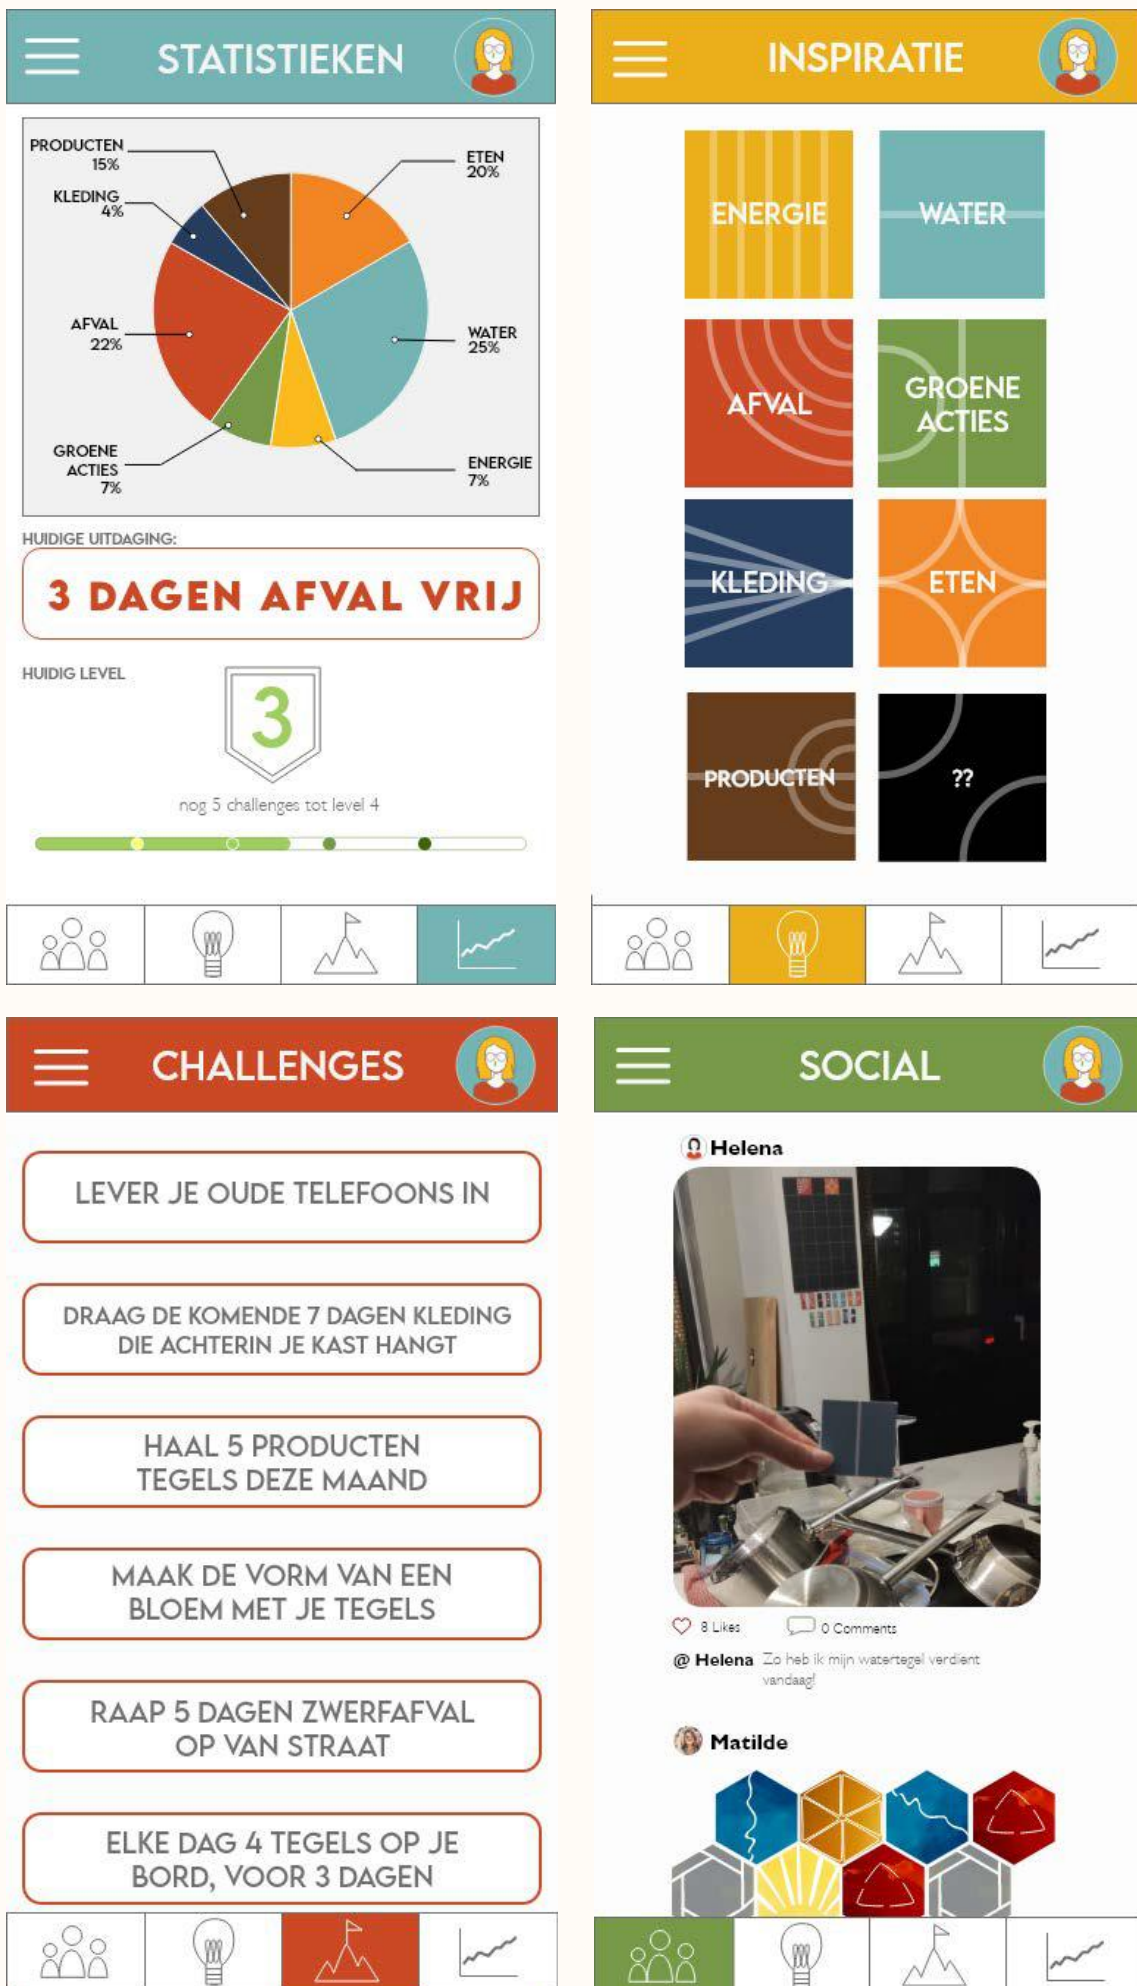 STATISTIEKEN
PRODUCTEN
15%
KLEDING
4%
ETEN
20%
AFVAL
22%
WATER
25%
GROENE
ACTIES
7%
ENERGIE
7%
HUIDIGE UITDAGING:
3 DAGEN AFVAL VRIJ
HUIDIG LEVEL
3
nog 5 challenges tot level 4
INSPIRATIE
ENERGIE
WATER
AFVAL
GROENE
ACTIES
KLEDING
ETEN
PRODUCTEN
??
CHALLENGES
LEVER JE OUDE TELEFOONS IN
DRAAG DE KOMENDE 7 DAGEN KLEDING
DIE ACHTERIN JE KAST HANGT
HAAL 5 PRODUCTEN
TEGELS DEZE MAAND
MAAK DE VORM VAN EEN
BLOEM MET JE TEGELS
RAAP 5 DAGEN ZWERFAFVAL
OP VAN STRAAT
ELKE DAG 4 TEGELS OP JE
BORD, VOOR 3 DAGEN
SOCIAL
Helena
8 Likes
0 Comments
@ Helena Zo heb ik mijn watertegel verdient
vandaag!
Matilde